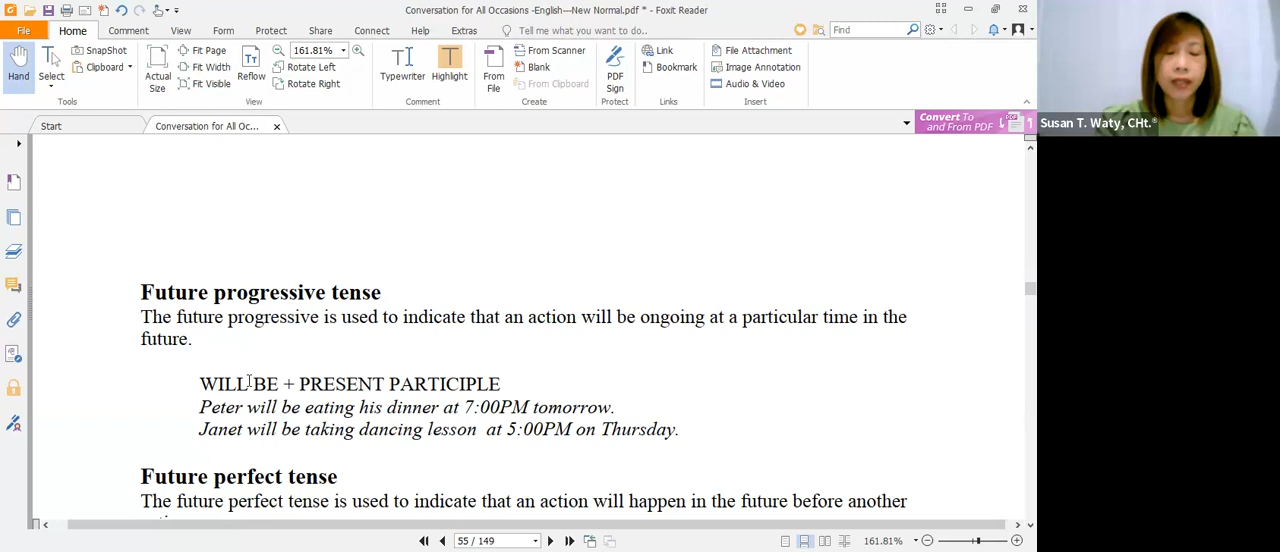 Conversation for All Occasions -English---New Normal.pdf * - Foxit Reader
File Home Comment View Form Protect Share Connect Help Extras Tell me what you want to do.. Find
Hand
Select
SnapShot
Clipboard
Tools
Actual Size
Fit Page
Fit Width
Fit Visible
Reflow
161.81%
Rotate Left
Rotate Right
View
Typewriter
Highlight
Comment
From File
From Scanner
Blank
From Clipboard
Create
PDF Sign
Protect
Link
Bookmark
Links
File Attachment
Image Annotation
Audio & Video
Insert
Start
Conversation for All Occ...
Convert To
and From PDF
PDF
Susan T. Waty, CHt.®
Future progressive tense
The future progressive is used to indicate that an action will be ongoing at a particular time in the
future.
WILL BE + PRESENT PARTICIPLE
Peter will be eating his dinner at 7:00PM tomorrow.
Janet will be taking dancing lesson at 5:00PM on Thursday.
Future perfect tense
The future perfect tense is used to indicate that an action will happen in the future before another
55 / 149
161.81%